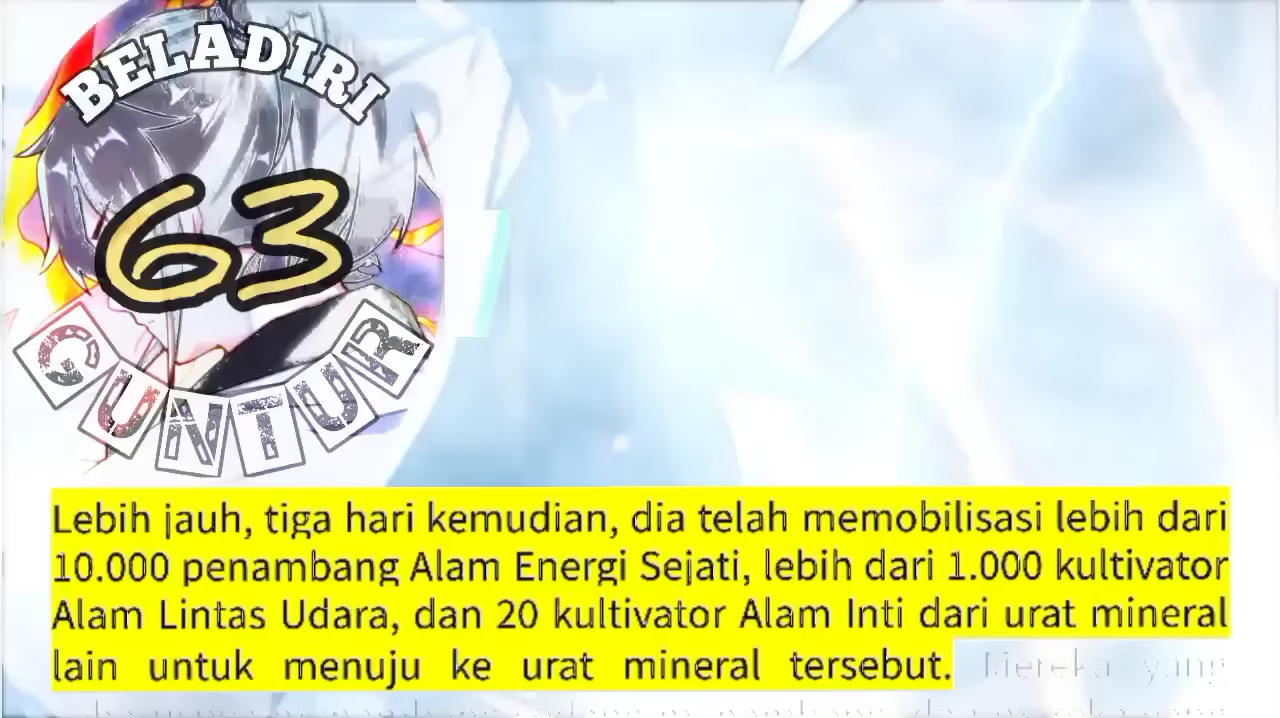 BELADIRI
63
GUNTUR
Lebih jauh, tiga hari kemudian, dia telah memobilisasi lebih dari
10.000 penambang Alam Energi Sejati, lebih dari 1.000 kultivator
Alam Lintas Udara, dan 20 kultivator Alam Inti dari urat mineral
lain untuk menuju ke urat mineral tersebut. Mereka yang